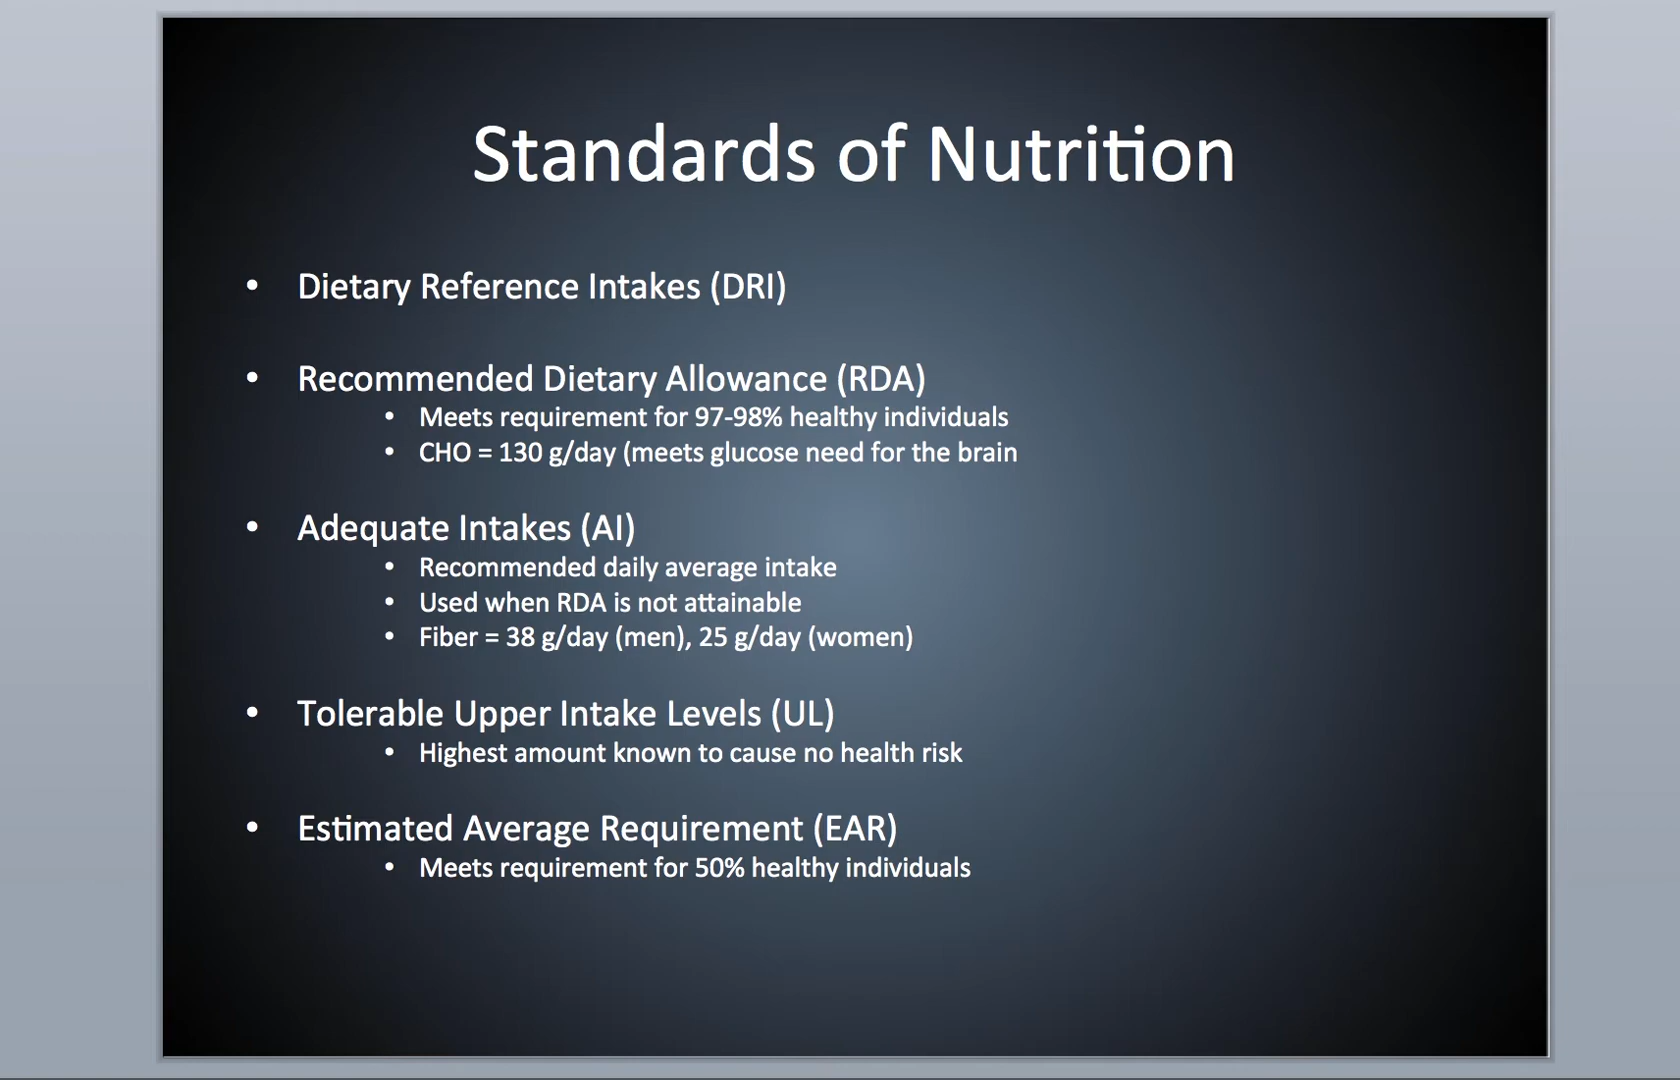 Standards of Nutrition
• Dietary Reference Intakes (DRI)
• Recommended Dietary Allowance (RDA)
• Meets requirement for 97-98% healthy individuals
• CHO = 130 g/day (meets glucose need for the brain
• Adequate Intakes (AI)
• Recommended daily average intake
• Used when RDA is not attainable
• Fiber = 38 g/day (men), 25 g/day (women)
• Tolerable Upper Intake Levels (UL)
• Highest amount known to cause no health risk
• Estimated Average Requirement (EAR)
• Meets requirement for 50% healthy individuals